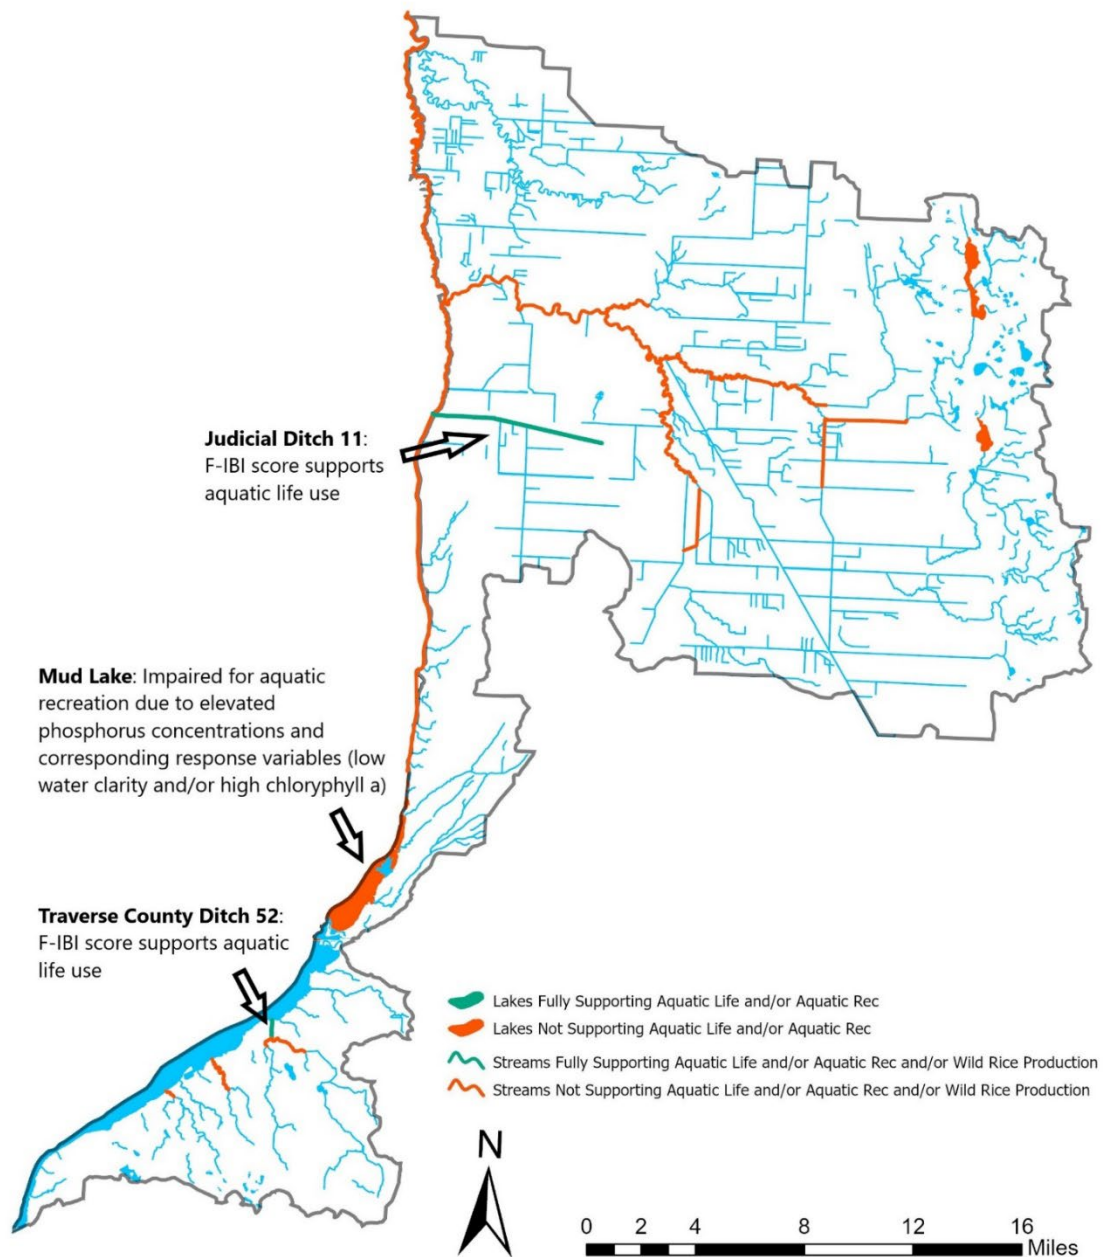 Judicial Ditch 11:
F-IBI score supports
aquatic life use
Mud Lake: Impaired for aquatic
recreation due to elevated
phosphorus concentrations and
corresponding response variables (low
water clarity and/or high chloryphyll a)
Traverse County Ditch 52:
F-IBI score supports aquatic
life use
Lakes Fully Supporting Aquatic Life and/or Aquatic Rec
Lakes Not Supporting Aquatic Life and/or Aquatic Rec
Streams Fully Supporting Aquatic Life and/or Aquatic Rec and/or Wild Rice Production
Streams Not Supporting Aquatic Life and/or Aquatic Rec and/or Wild Rice Production
N
0 2 4 8 12 16
Miles